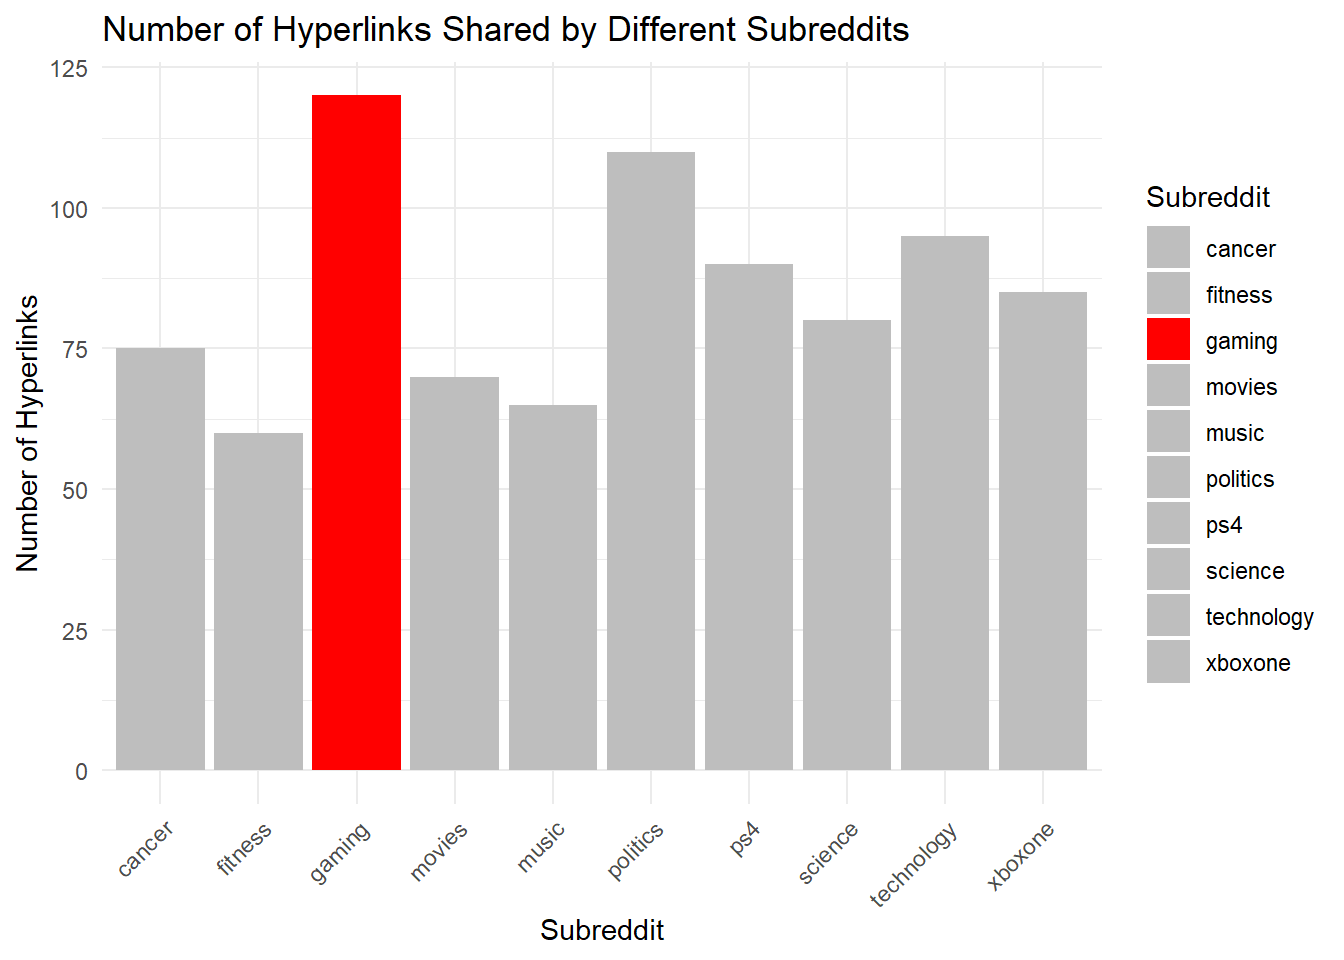 Number of Hyperlinks Shared by Different Subreddits
125
100
75
50
25
0
Number of Hyperlinks
cancer
fitness
gaming
movies
music
politics
ps4
science
technology
xboxone
Subreddit
Subreddit
cancer
fitness
gaming
movies
music
politics
ps4
science
technology
xboxone